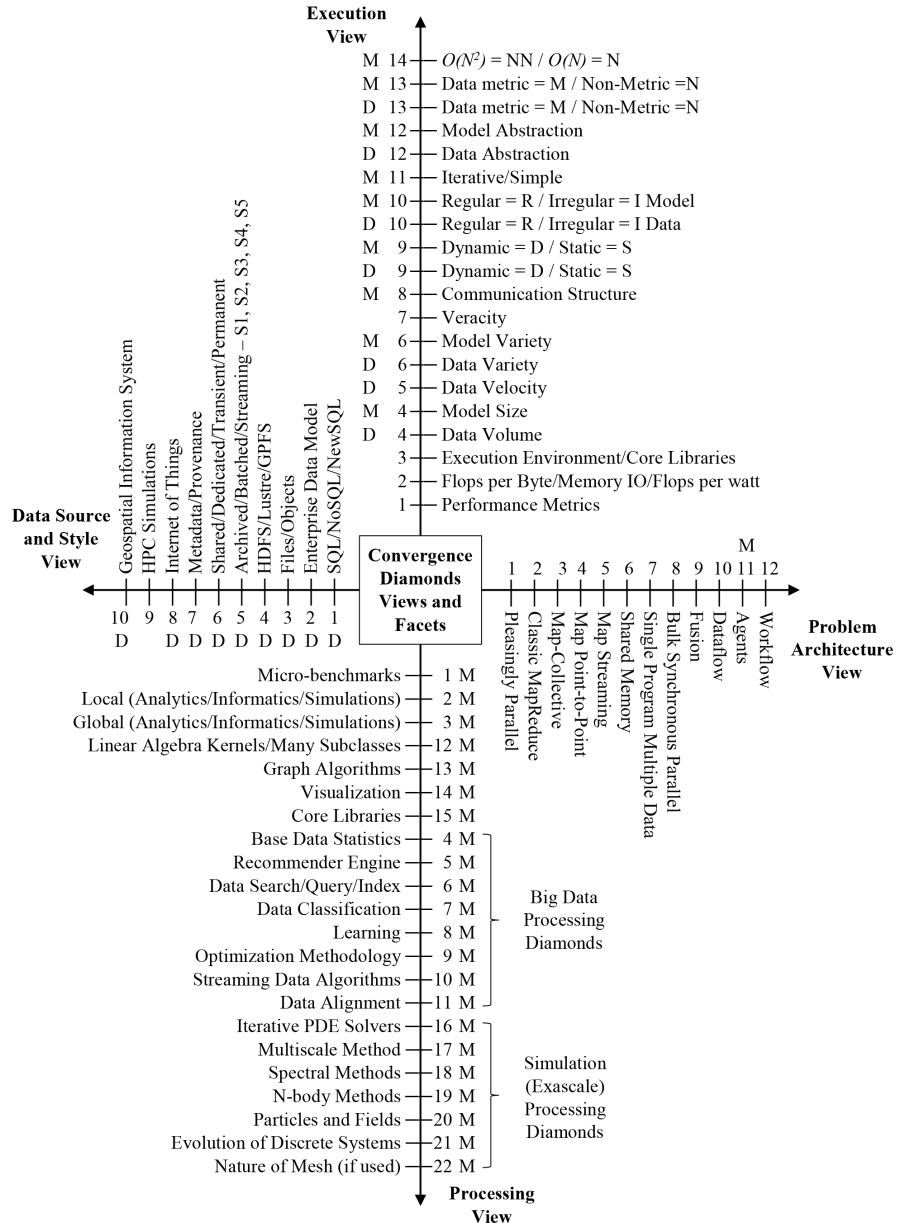 Execution
View
M 14 O(N²) = NN / O(N) = N
M 13 Data metric = M / Non-Metric =N
D 13 Data metric = M / Non-Metric =N
M 12 Model Abstraction
D 12 Data Abstraction
M 11 Iterative/Simple
M 10 Regular = R / Irregular = I Model
D 10 Regular = R / Irregular = I Data
M 9 Dynamic = D / Static = S
D 9 Dynamic = D / Static = S
M 8 Communication Structure
7 Veracity
M 6 Model Variety
D 6 Data Variety
D 5 Data Velocity
M 4 Model Size
D 4 Data Volume
3 Execution Environment/Core Libraries
2 Flops per Byte/Memory IO/Flops per watt
1 Performance Metrics
Data Source
and Style
View
Geospatial Information System
HPC Simulations
Internet of Things
Metadata/Provenance
Shared/Dedicated/Transient/Permanent
Archived/Batched/Streaming – S1, S2, S3, S4, S5
HDFS/Lustre/GPFS
Files/Objects
Enterprise Data Model
SQL/NoSQL/NewSQL
10 9 8 7 6 5 4 3 2 1
D D D D D D D D D
Convergence
Diamonds
Views and
Facets
M
1 2 3 4 5 6 7 8 9 10 11 12
Pleasingly Parallel
Classic MapReduce
Map-Collective
Map Point-to-Point
Map Streaming
Shared Memory
Single Program Multiple Data
Bulk Synchronous Parallel
Fusion
Dataflow
Agents
Workflow
Problem
Architecture
View
Micro-benchmarks 1 M
Local (Analytics/Informatics/Simulations) 2 M
Global (Analytics/Informatics/Simulations) 3 M
Linear Algebra Kernels/Many Subclasses 12 M
Graph Algorithms 13 M
Visualization 14 M
Core Libraries 15 M
Base Data Statistics 4 M
Recommender Engine 5 M
Data Search/Query/Index 6 M
Data Classification 7 M
Learning 8 M
Optimization Methodology 9 M
Streaming Data Algorithms 10 M
Data Alignment 11 M
Big Data
Processing
Diamonds
Iterative PDE Solvers 16 M
Multiscale Method 17 M
Spectral Methods 18 M
N-body Methods 19 M
Particles and Fields 20 M
Evolution of Discrete Systems 21 M
Nature of Mesh (if used) 22 M
Simulation
(Exascale)
Processing
Diamonds
Processing
View